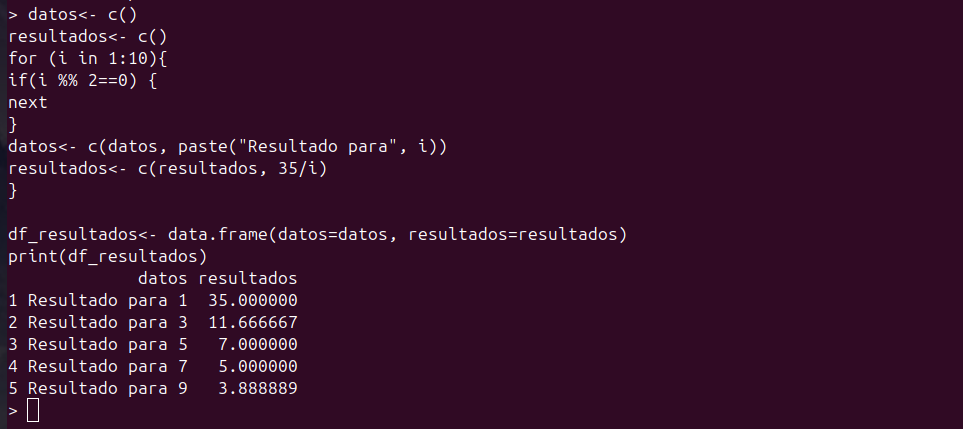 > datos<- c()
resultados<- c()
for (i in 1:10){
if(i %% 2==0) {
next
}
datos<- c(datos, paste("Resultado para", i))
resultados<- c(resultados, 35/i)
}

df_resultados<- data.frame(datos=datos, resultados=resultados)
print(df_resultados)
             datos resultados
1 Resultado para 1  35.000000
2 Resultado para 3  11.666667
3 Resultado para 5   7.000000
4 Resultado para 7   5.000000
5 Resultado para 9   3.888889
>